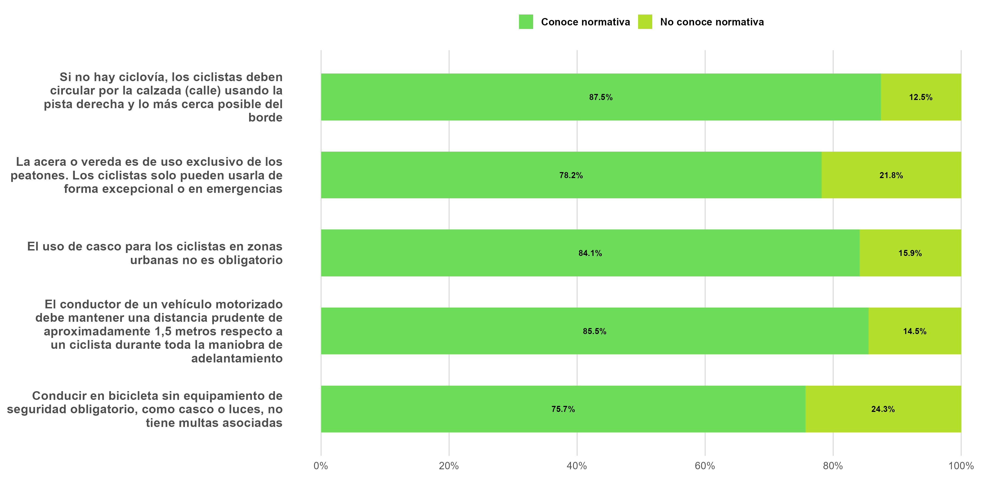 Conoce normativa No conoce normativa
Si no hay ciclovía, los ciclistas deben
circular por la calzada (calle) usando la
pista derecha y lo más cerca posible del
borde
87.5% 12.5%
La acera o vereda es de uso exclusivo de los
peatones. Los ciclistas solo pueden usarla de
forma excepcional o en emergencias
78.2% 21.8%
El uso de casco para los ciclistas en zonas
urbanas no es obligatorio
84.1% 15.9%
El conductor de un vehículo motorizado
debe mantener una distancia prudente de
aproximadamente 1,5 metros respecto a
un ciclista durante toda la maniobra de
adelantamiento
85.5% 14.5%
Conducir en bicicleta sin equipamiento de
seguridad obligatorio, como casco o luces, no
tiene multas asociadas
75.7% 24.3%
0% 20% 40% 60% 80% 100%